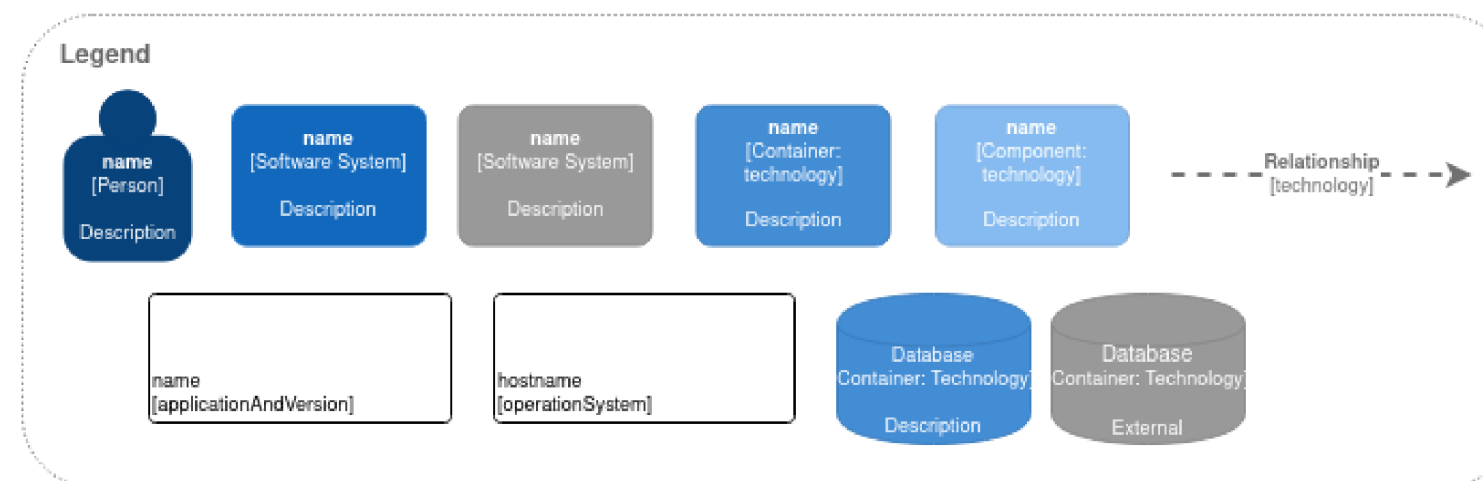 Legend
name
[Person]
Description
name
[Software System]
Description
name
[Software System]
Description
name
[Container:
technology]
Description
name
[Component:
technology]
Description
Relationship
[technology]
name
[applicationAndVersion]
hostname
[operationSystem]
Database
Container: Technology]
Description
Database
Container: Technology]
External